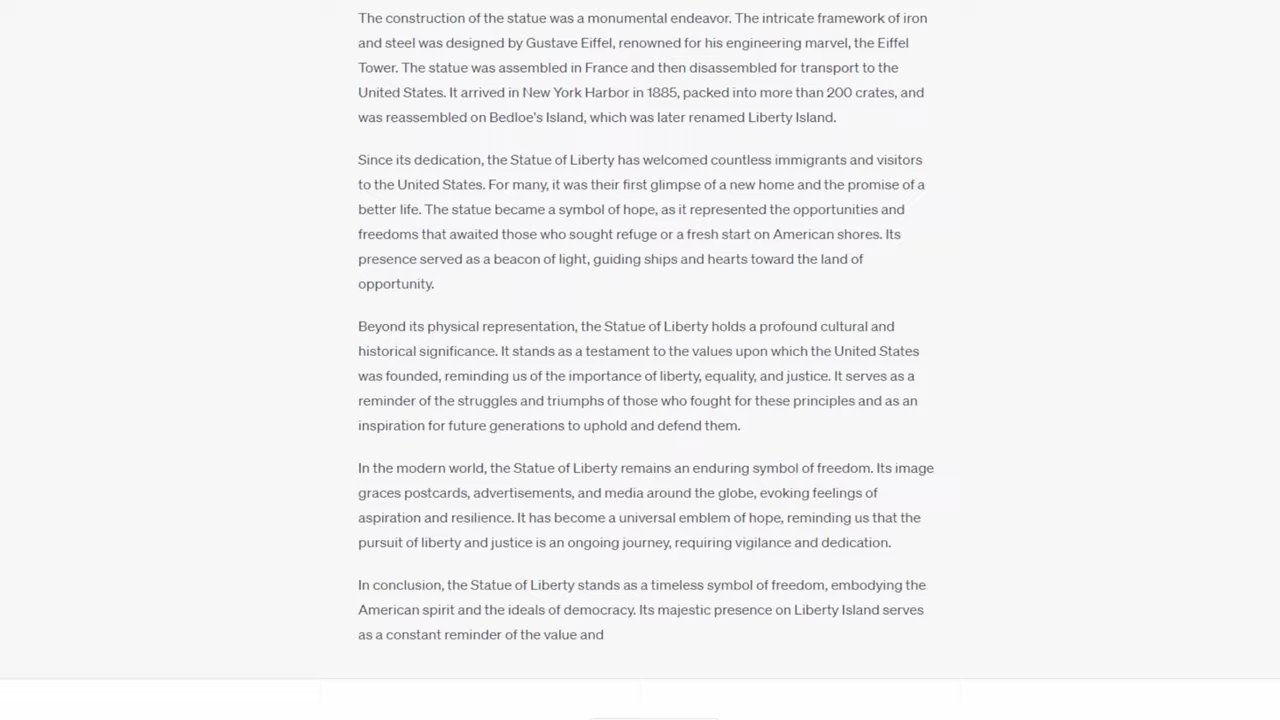 The construction of the statue was a monumental endeavor. The intricate framework of iron
and steel was designed by Gustave Eiffel, renowned for his engineering marvel, the Eiffel
Tower. The statue was assembled in France and then disassembled for transport to the
United States. It arrived in New York Harbor in 1885, packed into more than 200 crates, and
was reassembled on Bedloe's Island, which was later renamed Liberty Island.
Since its dedication, the Statue of Liberty has welcomed countless immigrants and visitors
to the United States. For many, it was their first glimpse of a new home and the promise of a
better life. The statue became a symbol of hope, as it represented the opportunities and
freedoms that awaited those who sought refuge or a fresh start on American shores. Its
presence served as a beacon of light, guiding ships and hearts toward the land of
opportunity.
Beyond its physical representation, the Statue of Liberty holds a profound cultural and
historical significance. It stands as a testament to the values upon which the United States
was founded, reminding us of the importance of liberty, equality, and justice. It serves as a
reminder of the struggles and triumphs of those who fought for these principles and as an
inspiration for future generations to uphold and defend them.
In the modern world, the Statue of Liberty remains an enduring symbol of freedom. Its image
graces postcards, advertisements, and media around the globe, evoking feelings of
aspiration and resilience. It has become a universal emblem of hope, reminding us that the
pursuit of liberty and justice is an ongoing journey, requiring vigilance and dedication.
In conclusion, the Statue of Liberty stands as a timeless symbol of freedom, embodying the
American spirit and the ideals of democracy. Its majestic presence on Liberty Island serves
as a constant reminder of the value and